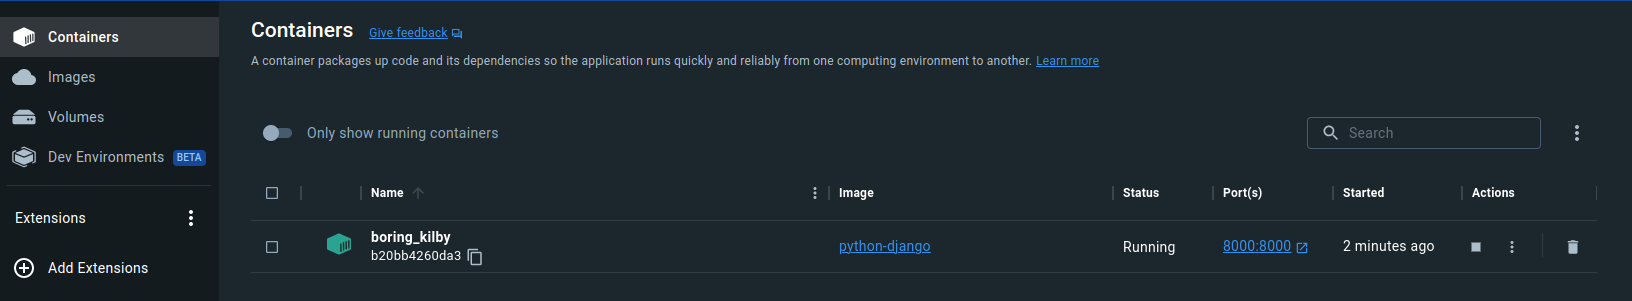 Containers
Images
Volumes
Dev Environments BETA
Extensions
Add Extensions
Containers Give feedback
A container packages up code and its dependencies so the application runs quickly and reliably from one computing environment to another. Learn more
Only show running containers
Search
Name Image Status Port(s) Started Actions
boring_kilby
b20bb4260da3
python-django Running 8000:8000 2 minutes ago